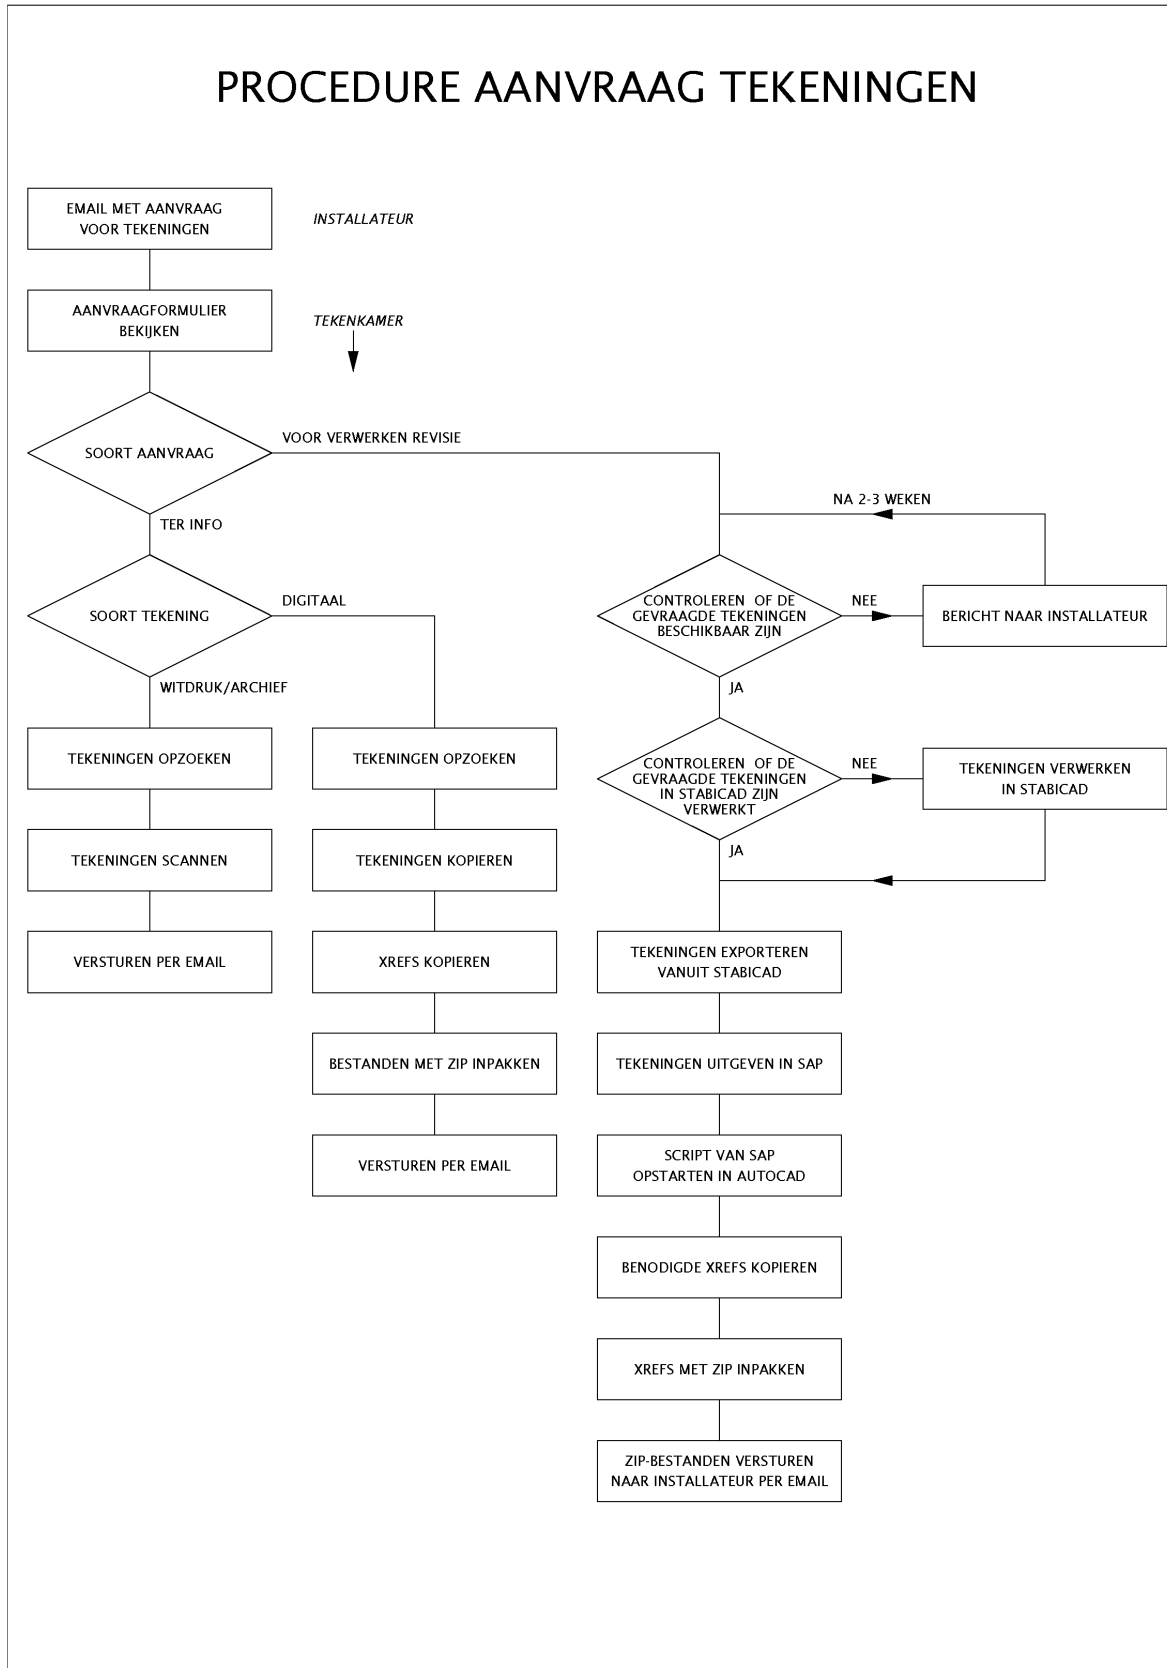 PROCEDURE AANVRAAG TEKENINGEN
EMAIL MET AANVRAAG
VOOR TEKENINGEN
INSTALLATEUR
AANVRAAGFORMULIER
BEKIJKEN
TEKENKAMER
SOORT AANVRAAG
VOOR VERWERKEN REVISIE
TER INFO
NA 2-3 WEKEN
SOORT TEKENING
DIGITAAL
WITDRUK/ARCHIEF
CONTROLEREN OF DE
GEVRAAGDE TEKENINGEN
BESCHIKBAAR ZIJN
NEE
BERICHT NAAR INSTALLATEUR
JA
TEKENINGEN OPZOEKEN
TEKENINGEN SCANNEN
VERSTUREN PER EMAIL
TEKENINGEN OPZOEKEN
TEKENINGEN KOPIEREN
XREFS KOPIEREN
BESTANDEN MET ZIP INPAKKEN
VERSTUREN PER EMAIL
CONTROLEREN OF DE
GEVRAAGDE TEKENINGEN
IN STABICAD ZIJN
VERWERKT
NEE
TEKENINGEN VERWERKEN
IN STABICAD
JA
TEKENINGEN EXPORTEREN
VANUIT STABICAD
TEKENINGEN UITGEVEN IN SAP
SCRIPT VAN SAP
OPSTARTEN IN AUTOCAD
BENODIGDE XREFS KOPIEREN
XREFS MET ZIP INPAKKEN
ZIP-BESTANDEN VERSTUREN
NAAR INSTALLATEUR PER EMAIL